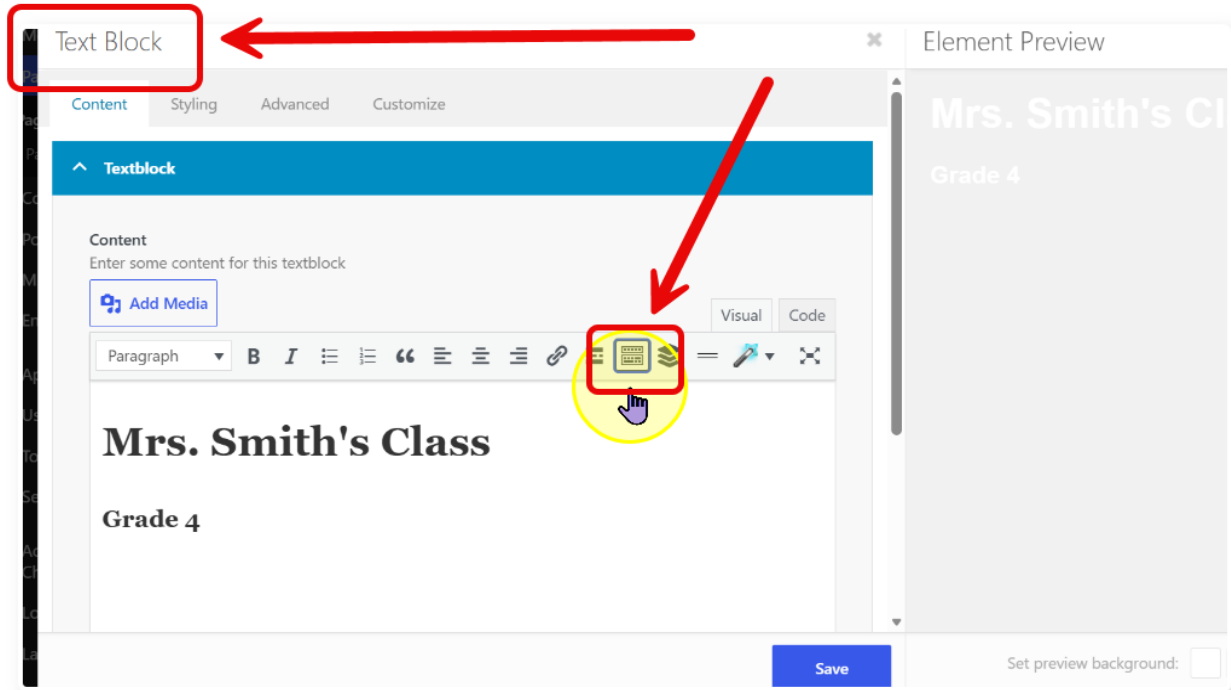 Text Block
Element Preview
Content Styling Advanced Customize
Textblock
Content
Enter some content for this textblock
Add Media
Visual Code
Paragraph B I
Mrs. Smith's Class
Grade 4
Mrs. Smith's Cl
Grade 4
Save
Set preview background: